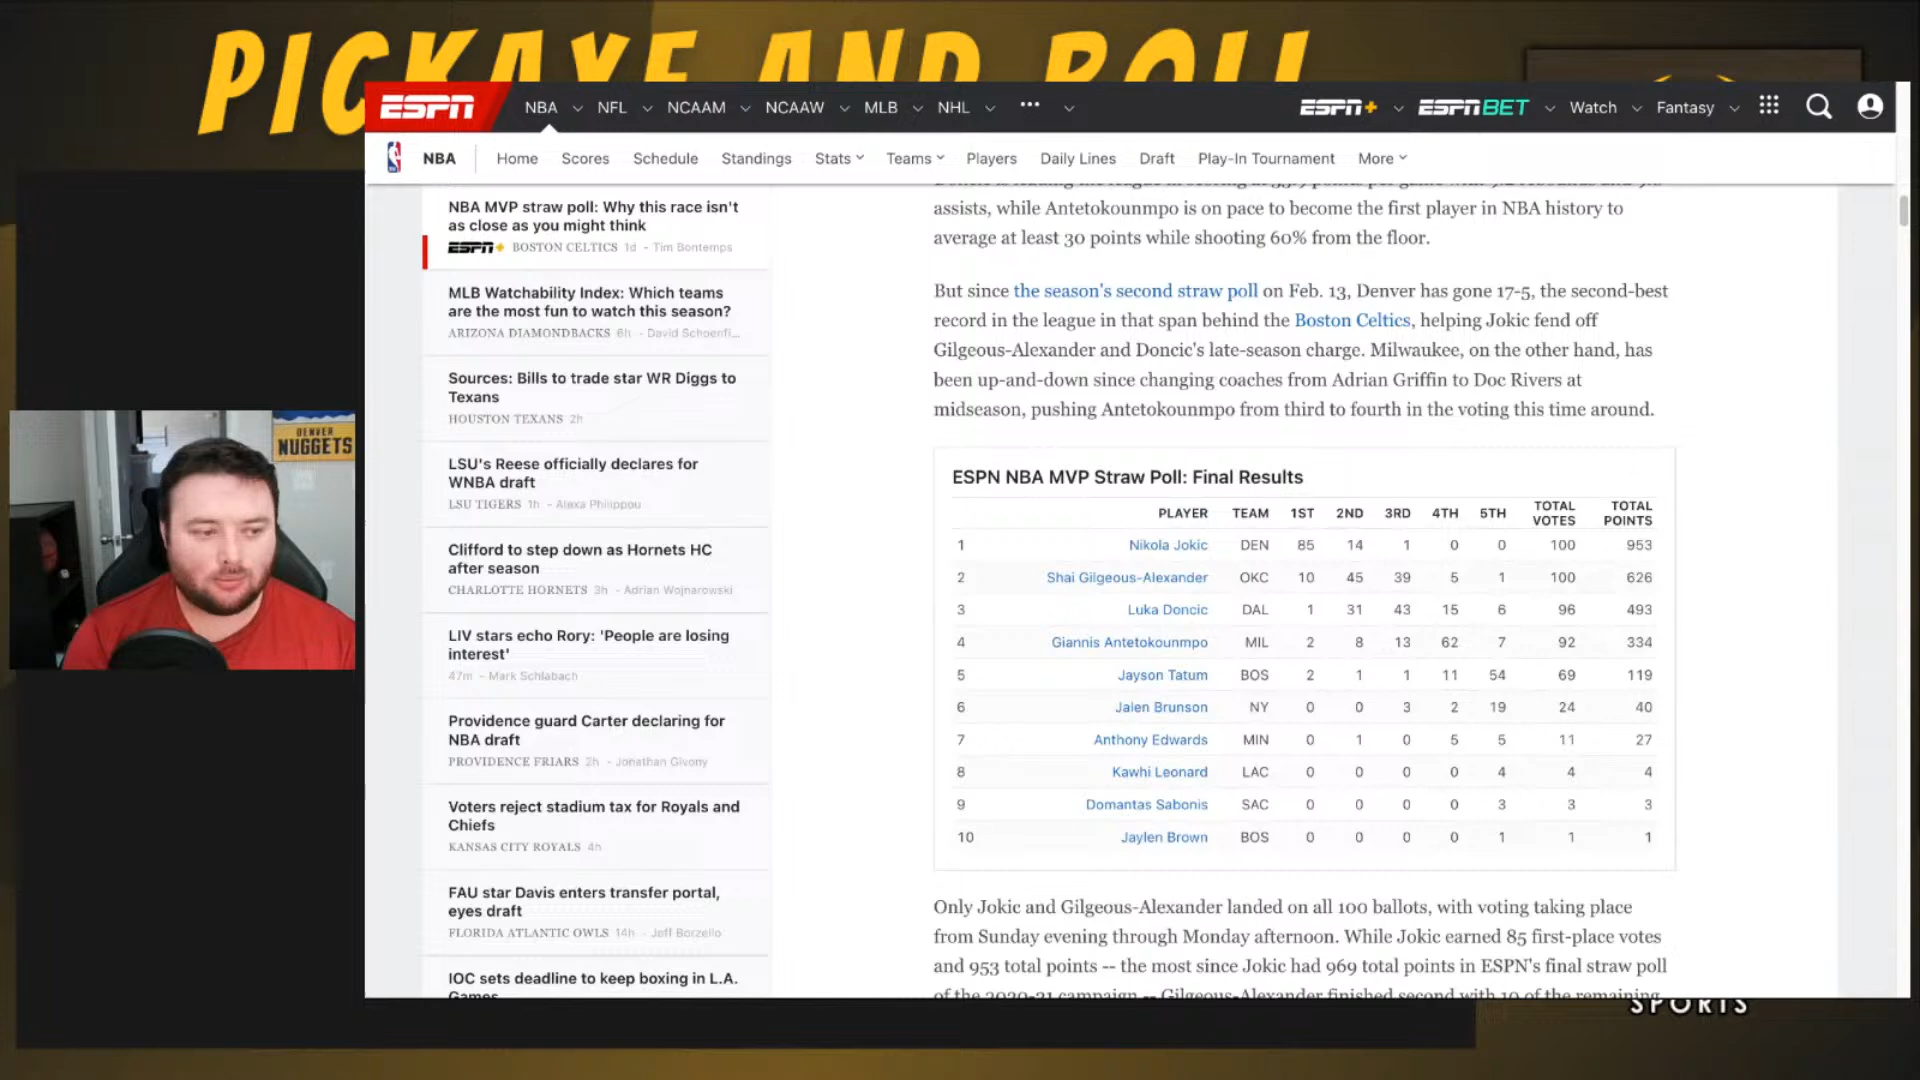 PICKAXE AND ROLL
ESPN
NBA NFL NCAAM NCAAW MLB NHL ••• ESPN+ ESPN BET Watch Fantasy
NBA Home Scores Schedule Standings Stats Teams Players Daily Lines Draft Play-In Tournament More
NBA MVP straw poll: Why this race isn't
as close as you might think
ESPN+ BOSTON CELTICS 1d - Tim Bontemps
MLB Watchability Index: Which teams
are the most fun to watch this season?
ARIZONA DIAMONDBACKS 6h - David Schoenfi...
Sources: Bills to trade star WR Diggs to
Texans
HOUSTON TEXANS 2h
LSU's Reese officially declares for
WNBA draft
LSU TIGERS 1h - Alexa Philippou
Clifford to step down as Hornets HC
after season
CHARLOTTE HORNETS 3h - Adrian Wojnarowski
LIV stars echo Rory: 'People are losing
interest'
47m - Mark Schlabach
Providence guard Carter declaring for
NBA draft
PROVIDENCE FRIARS 2h - Jonathan Givony
Voters reject stadium tax for Royals and
Chiefs
KANSAS CITY ROYALS 4h
FAU star Davis enters transfer portal,
eyes draft
FLORIDA ATLANTIC OWLS 14h - Jeff Borzello
IOC sets deadline to keep boxing in L.A.
Games
DENVER
NUGGETS
assists, while Antetokounmpo is on pace to become the first player in NBA history to
average at least 30 points while shooting 60% from the floor.
But since the season's second straw poll on Feb. 13, Denver has gone 17-5, the second-best
record in the league in that span behind the Boston Celtics, helping Jokic fend off
Gilgeous-Alexander and Doncic's late-season charge. Milwaukee, on the other hand, has
been up-and-down since changing coaches from Adrian Griffin to Doc Rivers at
midseason, pushing Antetokounmpo from third to fourth in the voting this time around.
ESPN NBA MVP Straw Poll: Final Results
PLAYER TEAM 1ST 2ND 3RD 4TH 5TH TOTAL VOTES TOTAL POINTS
1 Nikola Jokic DEN 85 14 1 0 0 100 953
2 Shai Gilgeous-Alexander OKC 10 45 39 5 1 100 626
3 Luka Doncic DAL 1 31 43 15 6 96 493
4 Giannis Antetokounmpo MIL 2 8 13 62 7 92 334
5 Jayson Tatum BOS 2 1 1 11 54 69 119
6 Jalen Brunson NY 0 0 3 2 19 24 40
7 Anthony Edwards MIN 0 1 0 5 5 11 27
8 Kawhi Leonard LAC 0 0 0 0 4 4 4
9 Domantas Sabonis SAC 0 0 0 0 3 3 3
10 Jaylen Brown BOS 0 0 0 0 1 1 1
Only Jokic and Gilgeous-Alexander landed on all 100 ballots, with voting taking place
from Sunday evening through Monday afternoon. While Jokic earned 85 first-place votes
and 953 total points -- the most since Jokic had 969 total points in ESPN's final straw poll
of the 2020-21 campaign -- Gilgeous-Alexander finished second with 10 of the remaining
SPORTS